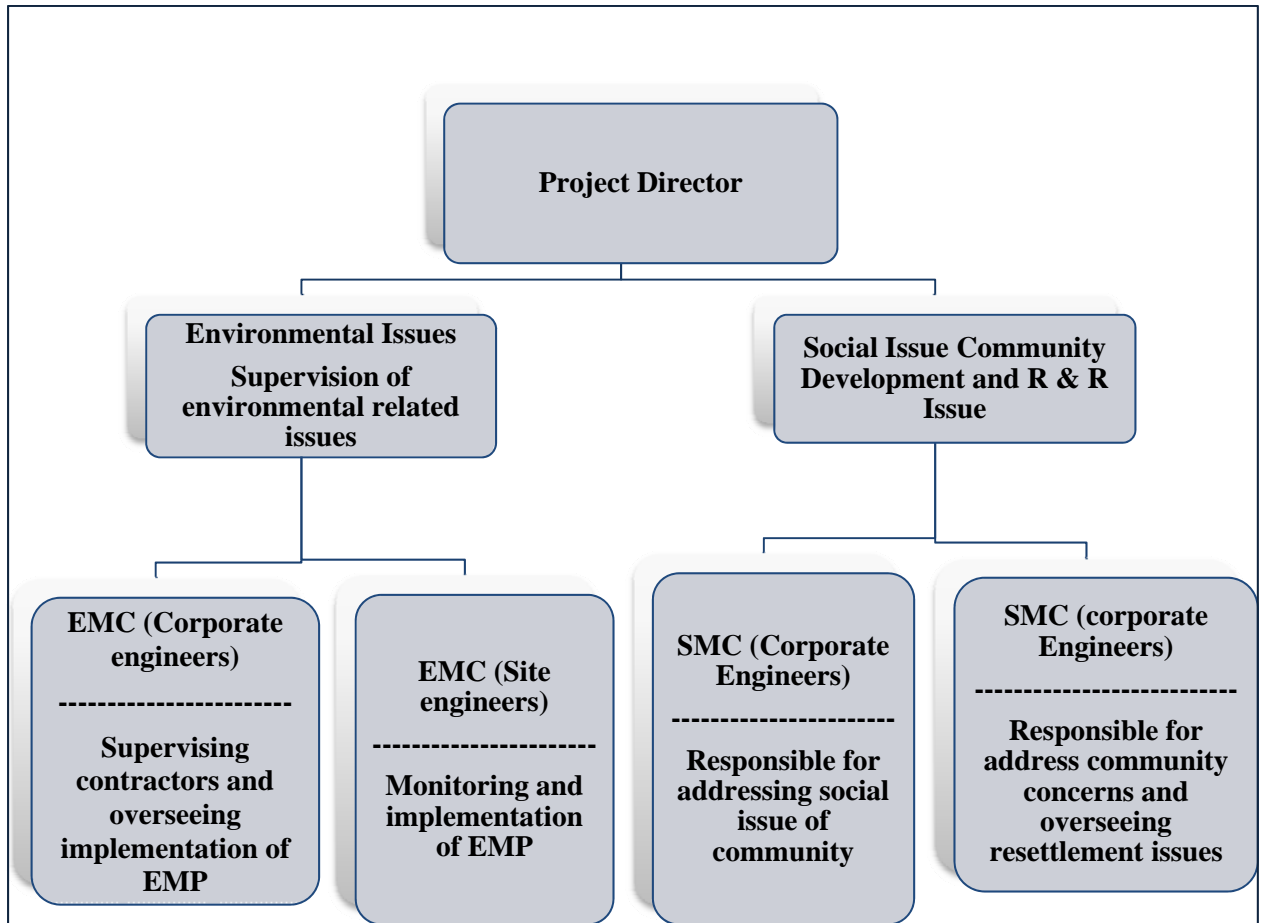 Project Director
Environmental Issues
Supervision of
environmental related
issues
Social Issue Community
Development and R & R
Issue
EMC (Corporate
engineers)
------------------------
Supervising
contractors and
overseeing
implementation of
EMP
EMC (Site
engineers)
-----------------------
Monitoring and
implementation
of EMP
SMC (Corporate
Engineers)
-----------------------
Responsible for
addressing social
issue of
community
SMC (corporate
Engineers)
---------------------------
Responsible for
address community
concerns and
overseeing
resettlement issues